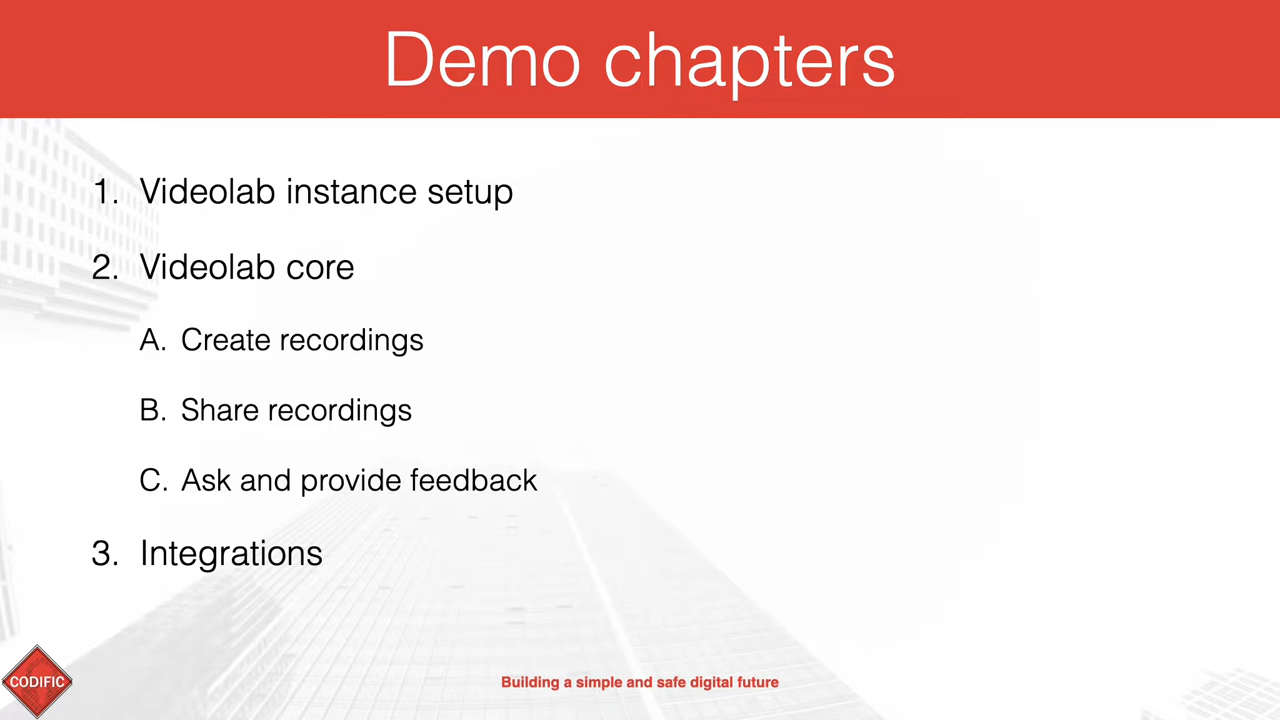 Demo chapters
1. Videolab instance setup
2. Videolab core
A. Create recordings
B. Share recordings
C. Ask and provide feedback
3. Integrations
CODIFIC
Building a simple and safe digital future